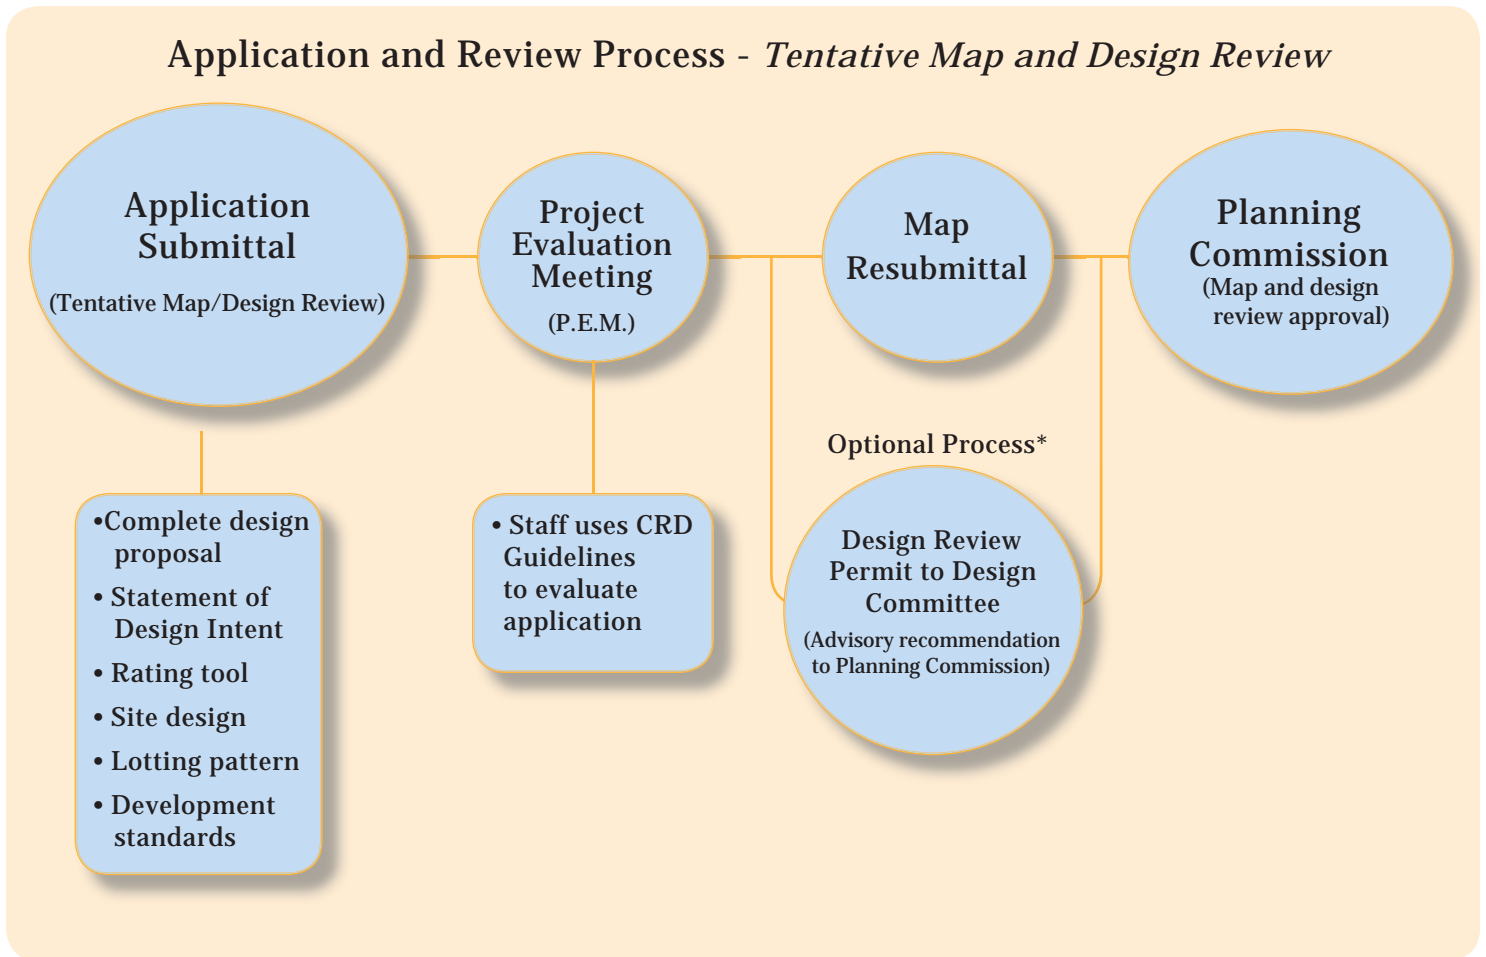 Application and Review Process - Tentative Map and Design Review
Application
Submittal
(Tentative Map/Design Review)
Project
Evaluation
Meeting
(P.E.M.)
Map
Resubmittal
Planning
Commission
(Map and design
review approval)
•Complete design
proposal
• Statement of
Design Intent
• Rating tool
• Site design
• Lotting pattern
• Development
standards
• Staff uses CRD
Guidelines
to evaluate
application
Optional Process*
Design Review
Permit to Design
Committee
(Advisory recommendation
to Planning Commission)